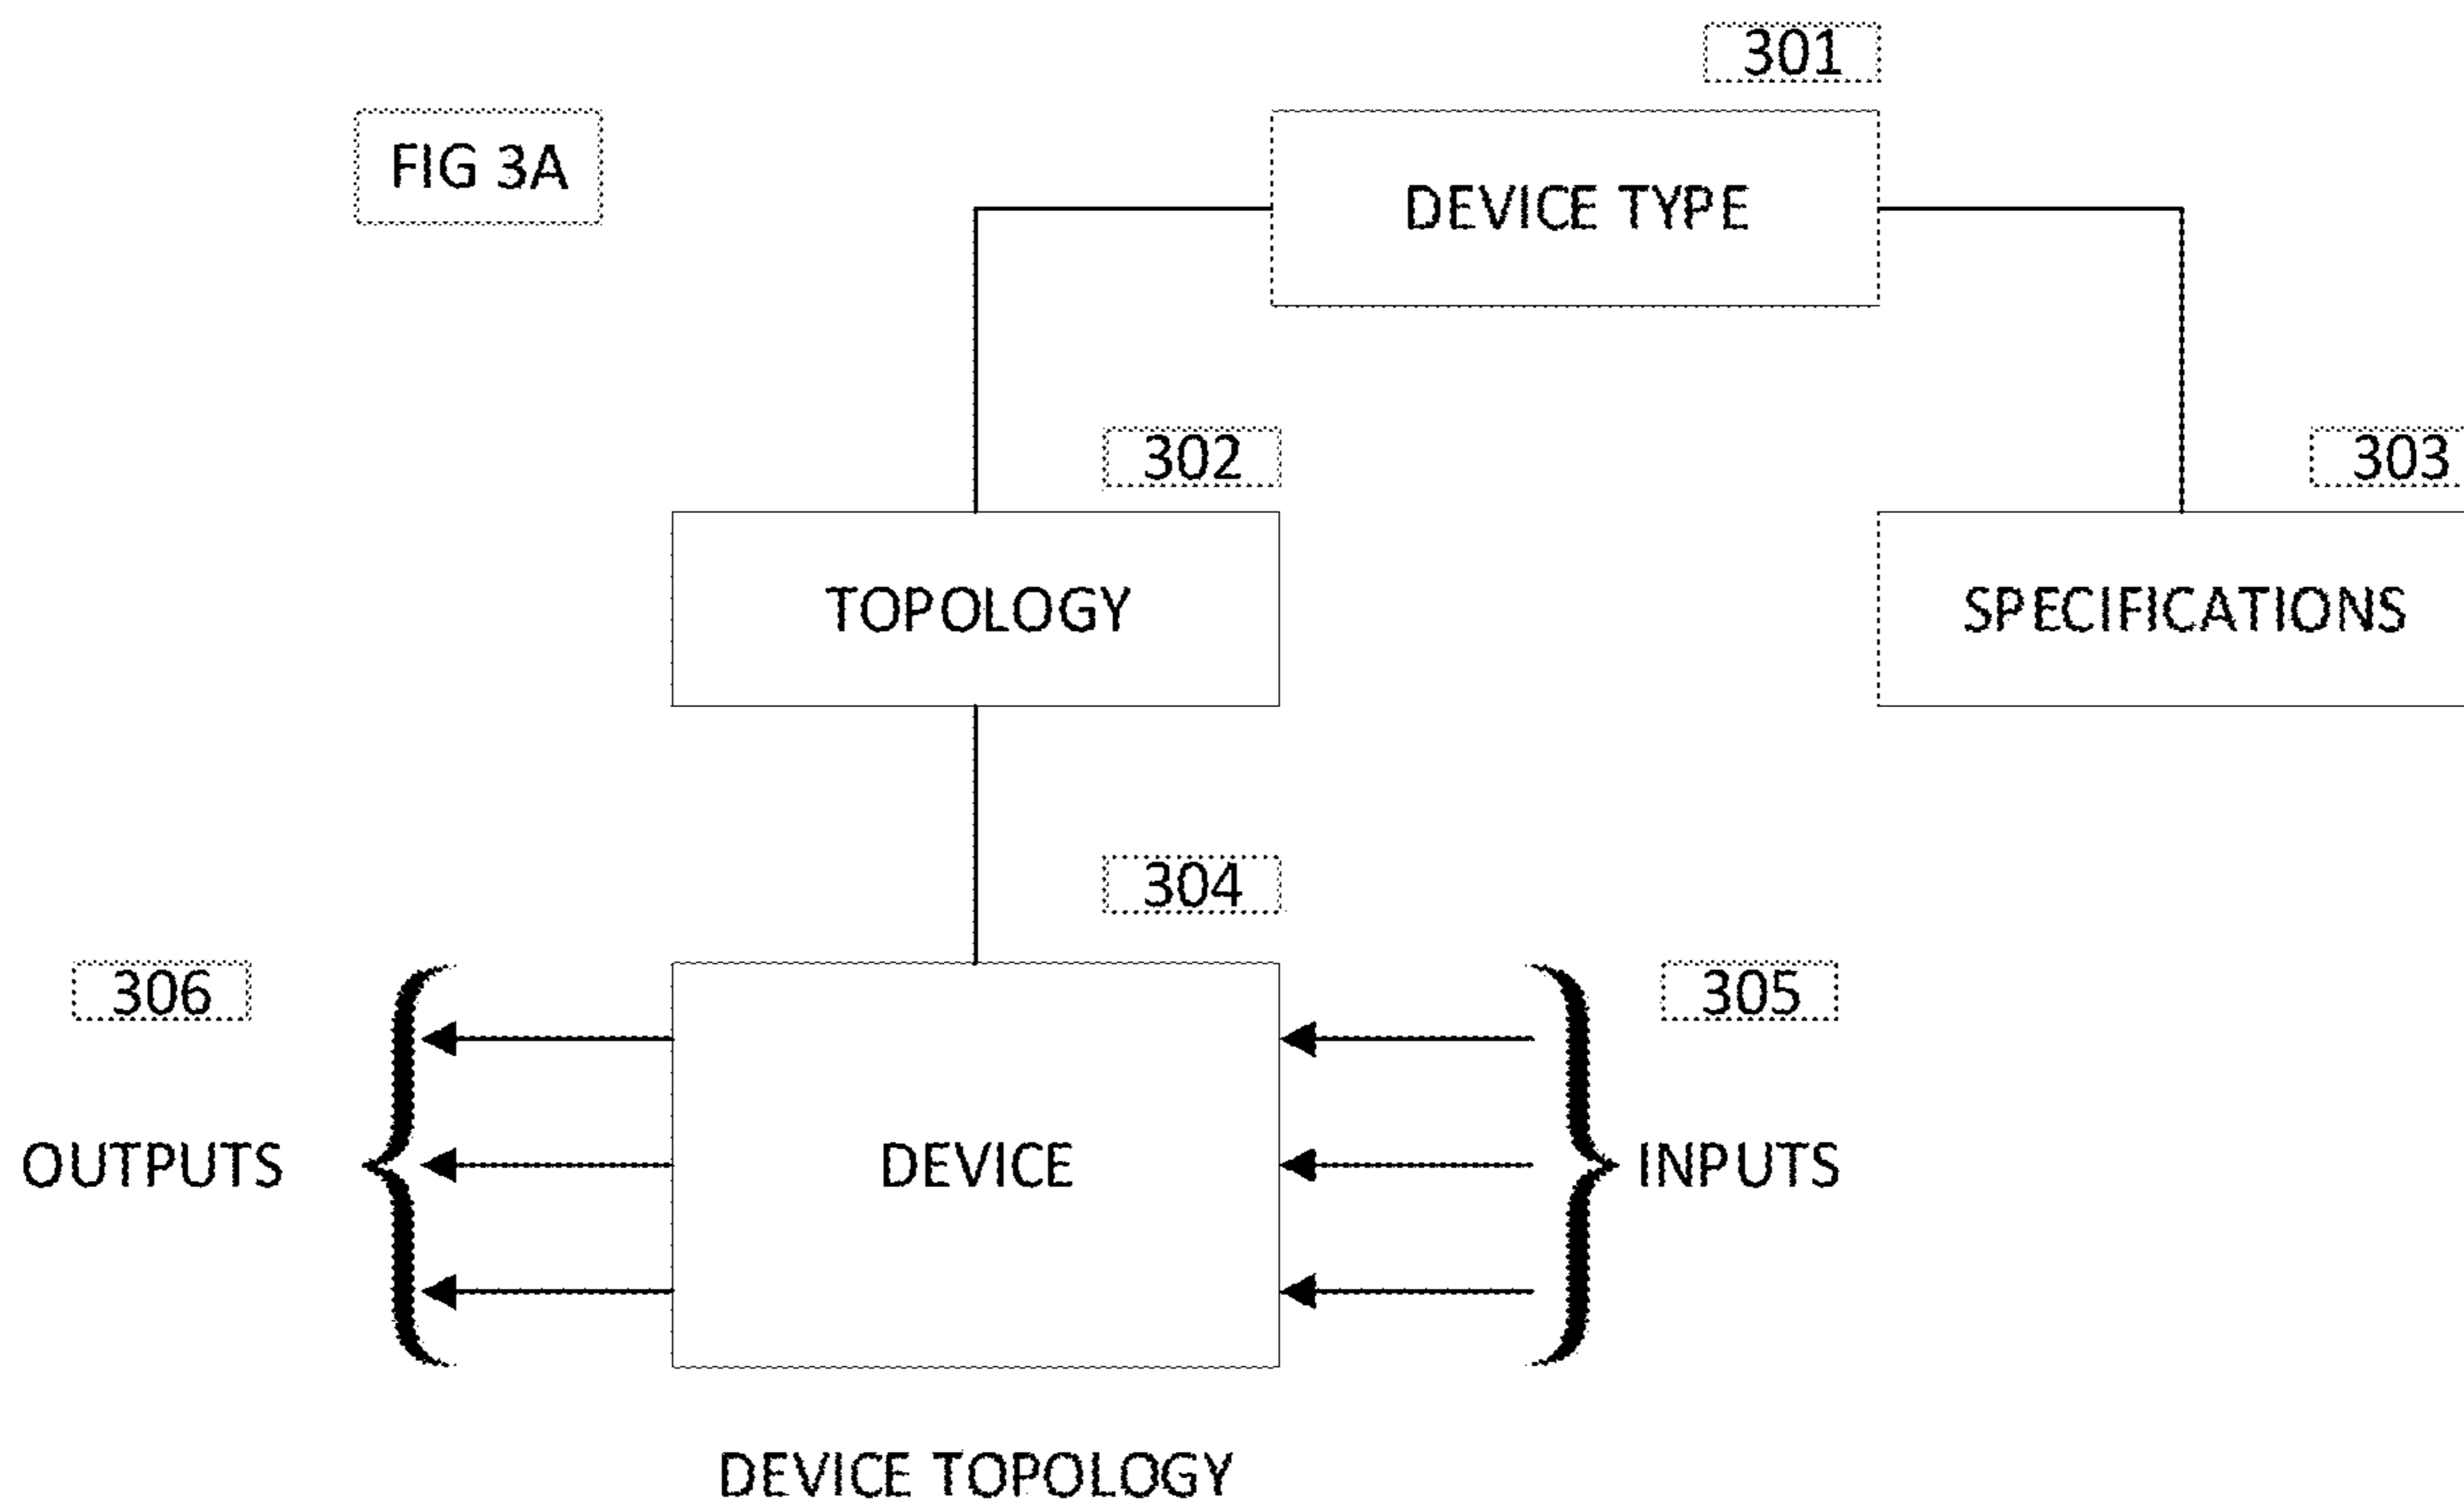 301
FIG 3A
DEVICE TYPE
302
303
TOPOLOGY
SPECIFICATIONS
304
306
305
OUTPUTS
DEVICE
INPUTS
DEVICE TOPOLOGY